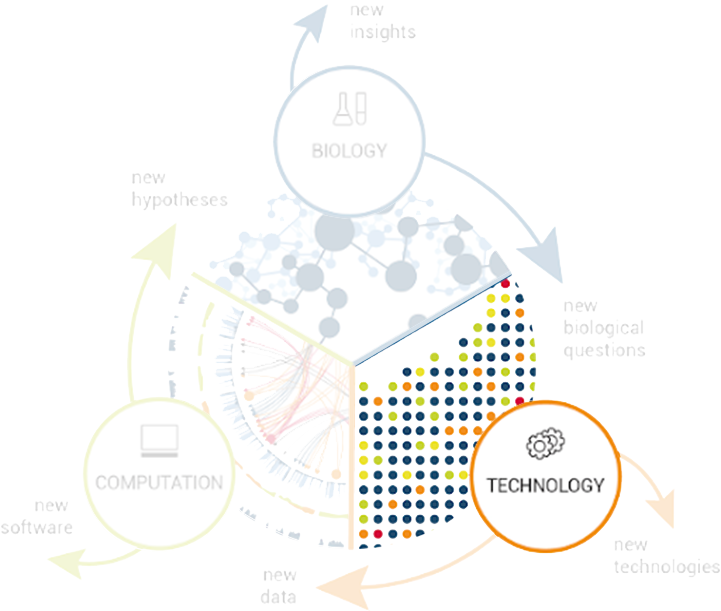 new
insights
BIOLOGY
new
hypotheses
new
biological
questions
COMPUTATION
TECHNOLOGY
new
software
new
technologies
new
data